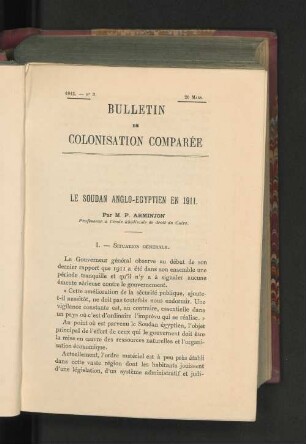 1912. — n° 3. 20 Mars.
BULLETIN
DE
COLONISATION COMPARÉE
LE SOUDAN ANGLO-EGYPTIEN EN 1911.
Par M. P. ARMINJON
Professeur à l'école khédiviale de droit du Caire.
I. — SITUATION GÉNÉRALE.
Le Gouverneur général observe au début de son
dernier rapport que 1911 a été dans son ensemble une
période tranquille et qu'il n'y a à signaler aucune
menace sérieuse contre le gouvernement.
« Cette amélioration de la sécurité publique, ajoute-
t-il aussitôt, ne doit pas toutefois nous endormir. Une
vigilance constante est, au contraire, essentielle dans
un pays où c'est d'ordinaire l'imprévu qui se réalise. »
Au point où est parvenu le Soudan égyptien, l'objet
principal de l'effort de ceux qui le gouvernent doit être
la mise en œuvre des ressources naturelles et l'organi-
sation économique.
Actuellement, l'ordre matériel est à peu près établi
dans cette vaste région dont les habitants jouissent
d'une législation, d'un système administratif et judi-